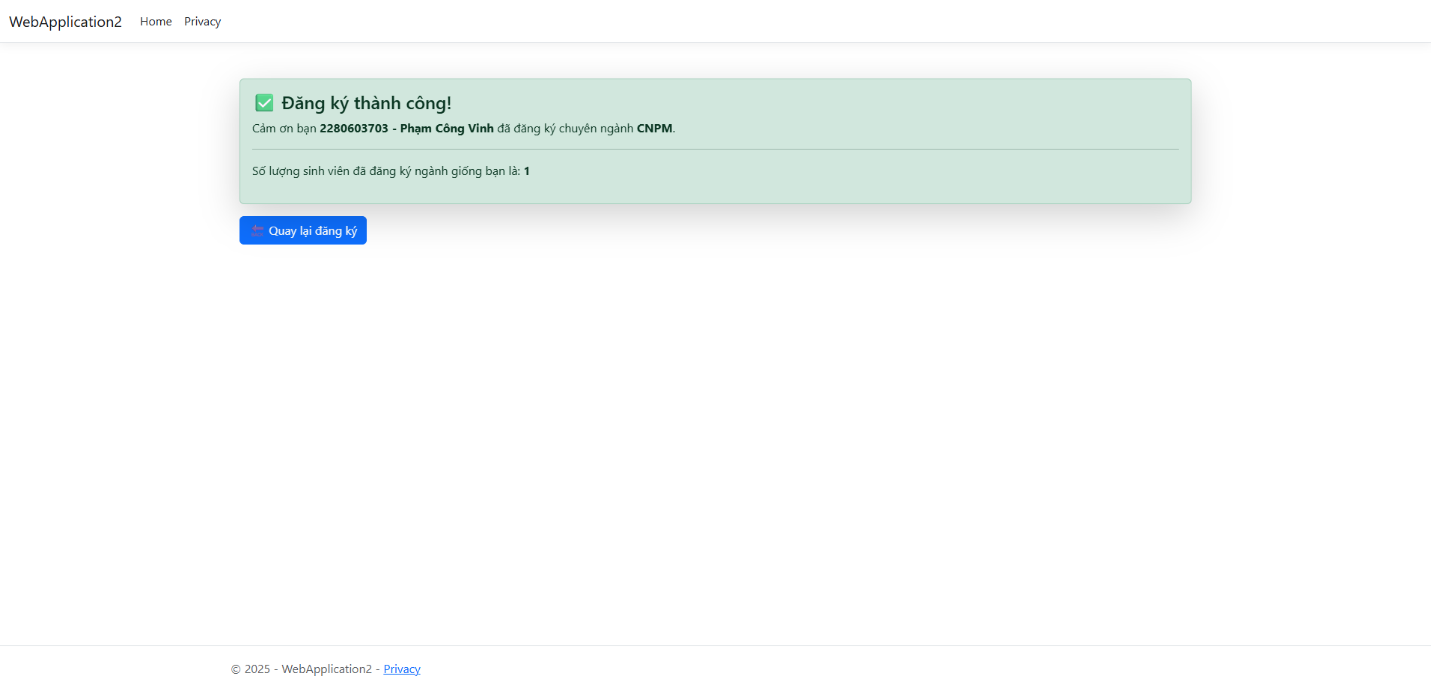 WebApplication2 Home Privacy
✅ Đăng ký thành công!
Cảm ơn bạn 2280603703 - Phạm Công Vinh đã đăng ký chuyên ngành CNPM.
Số lượng sinh viên đã đăng ký ngành giống bạn là: 1
Quay lại đăng ký
© 2025 - WebApplication2 - Privacy